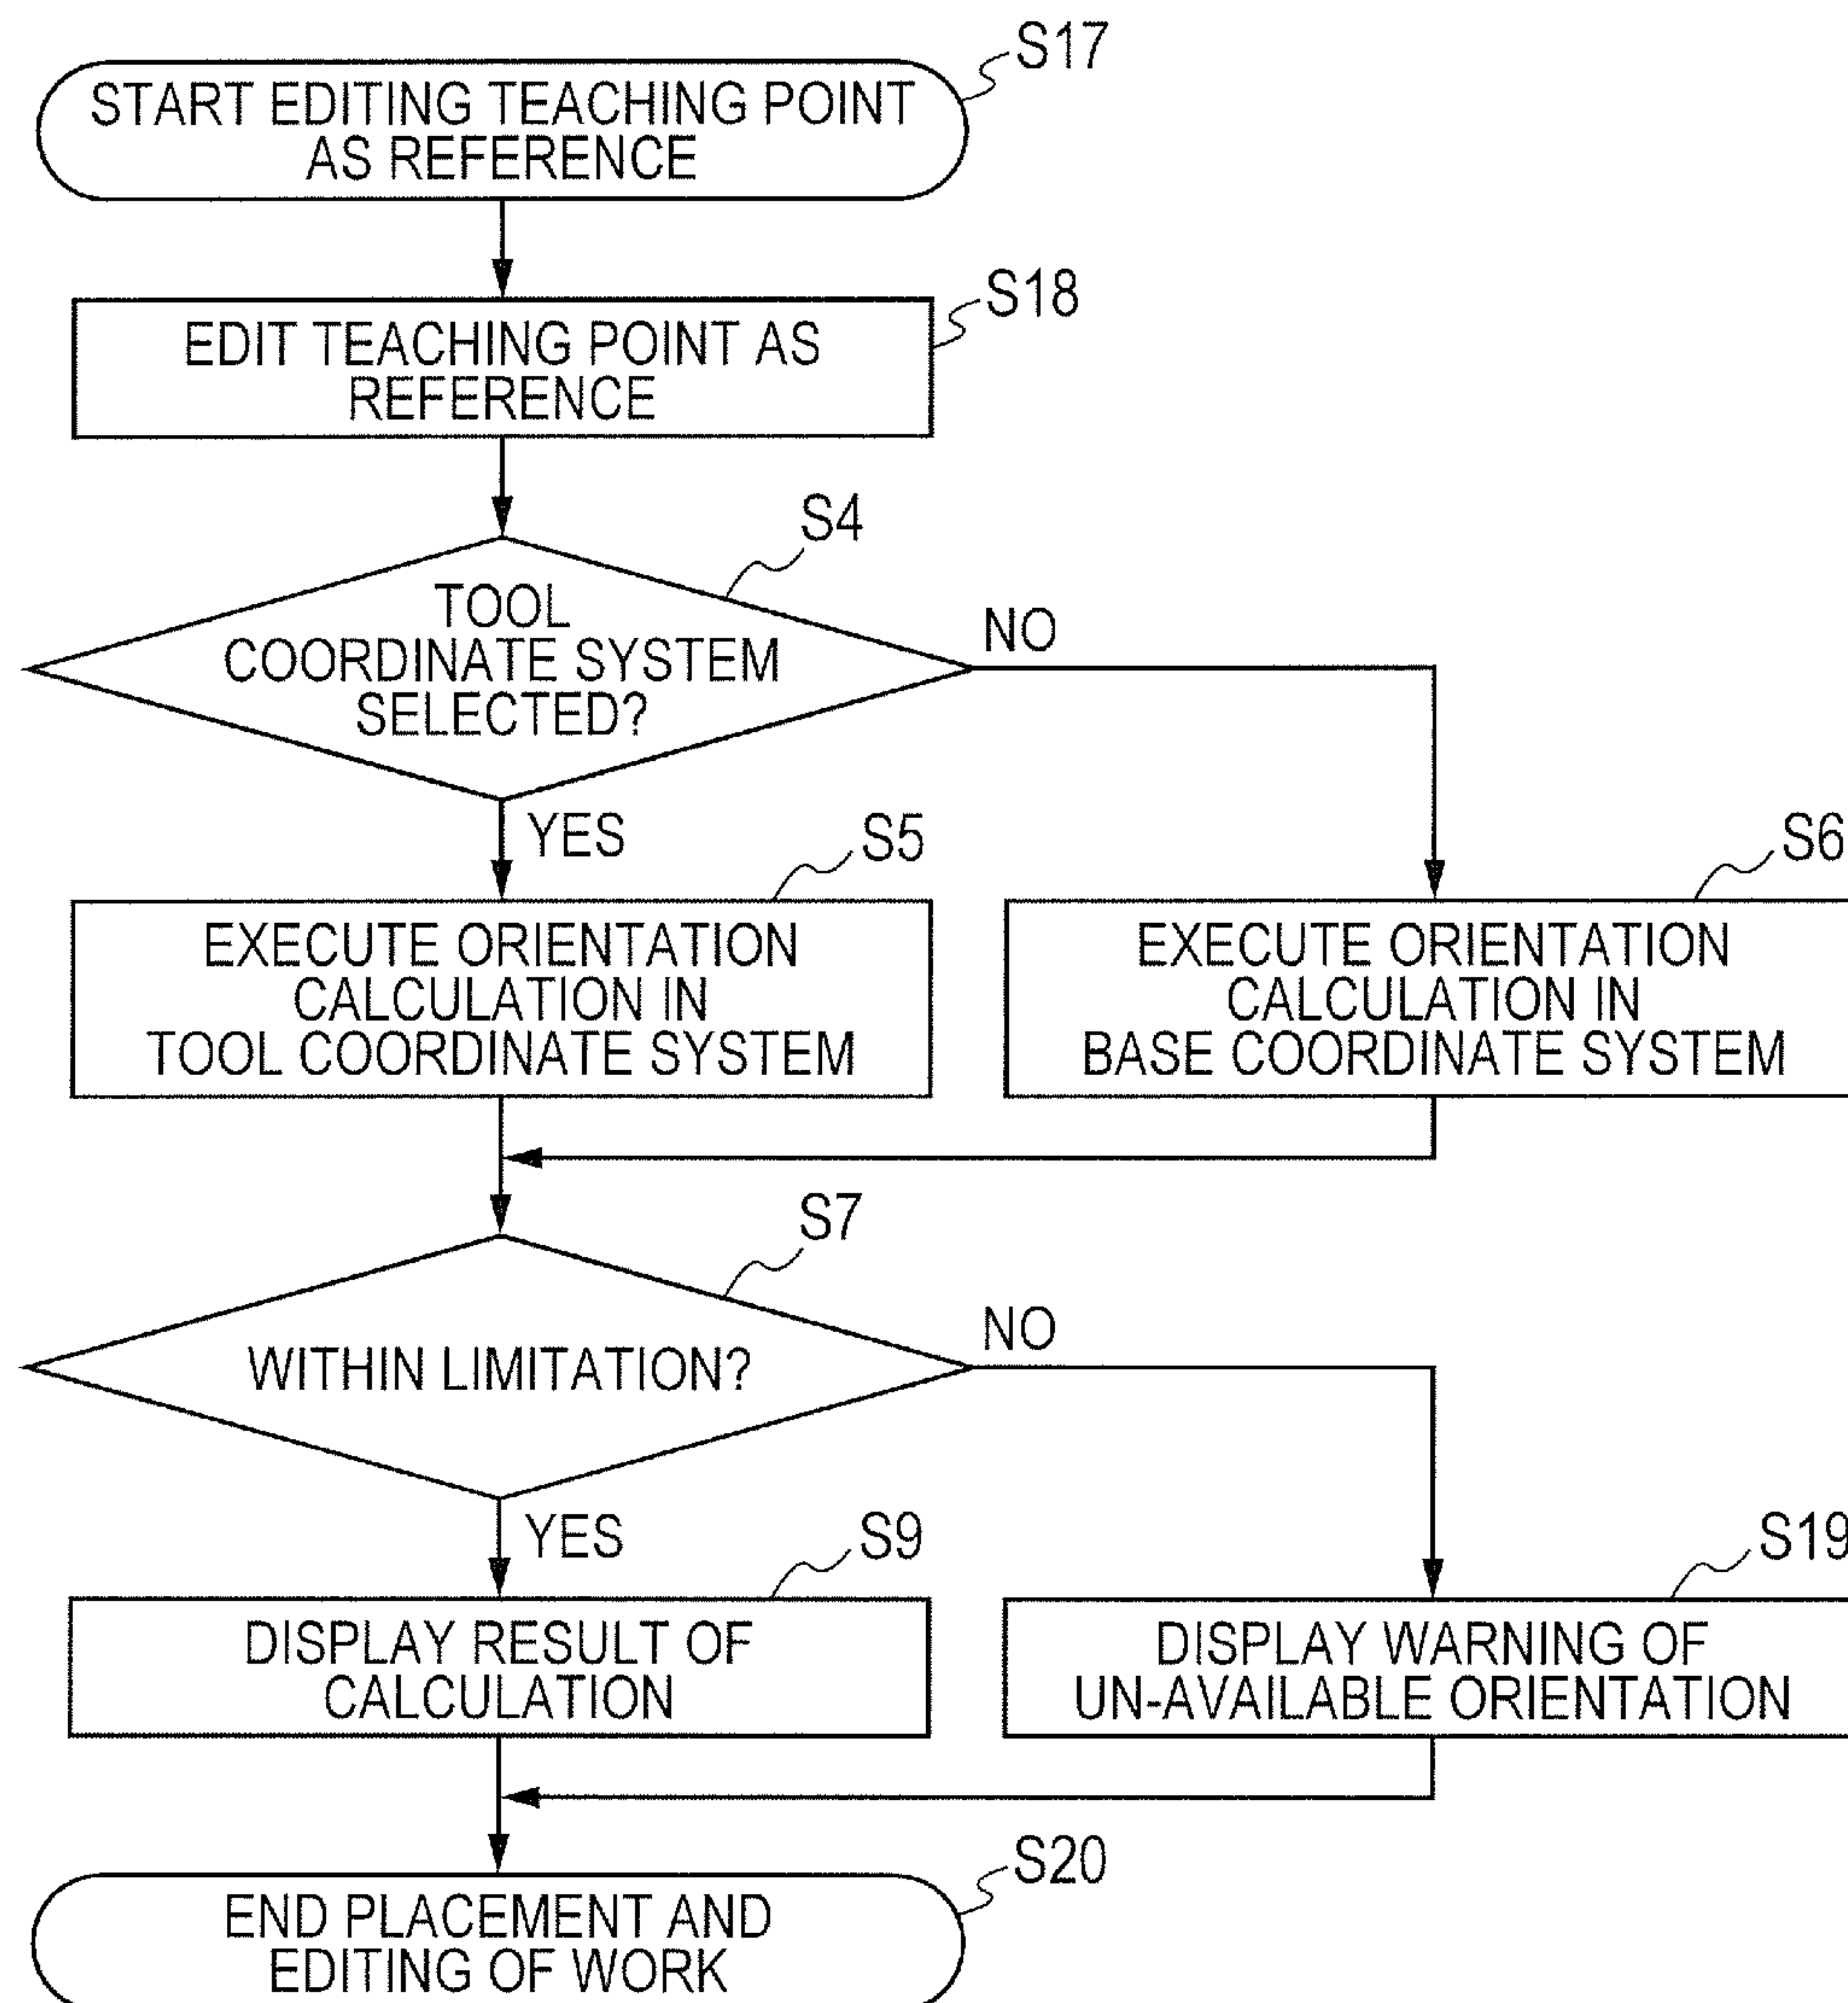 S17
START EDITING TEACHING POINT
AS REFERENCE
S18
EDIT TEACHING POINT AS
REFERENCE
S4
TOOL
COORDINATE SYSTEM
SELECTED?
NO
YES
S5
S6
EXECUTE ORIENTATION
CALCULATION IN
TOOL COORDINATE SYSTEM
EXECUTE ORIENTATION
CALCULATION IN
BASE COORDINATE SYSTEM
S7
WITHIN LIMITATION?
NO
YES
S9
S19
DISPLAY RESULT OF
CALCULATION
DISPLAY WARNING OF
UN-AVAILABLE ORIENTATION
S20
END PLACEMENT AND
EDITING OF WORK